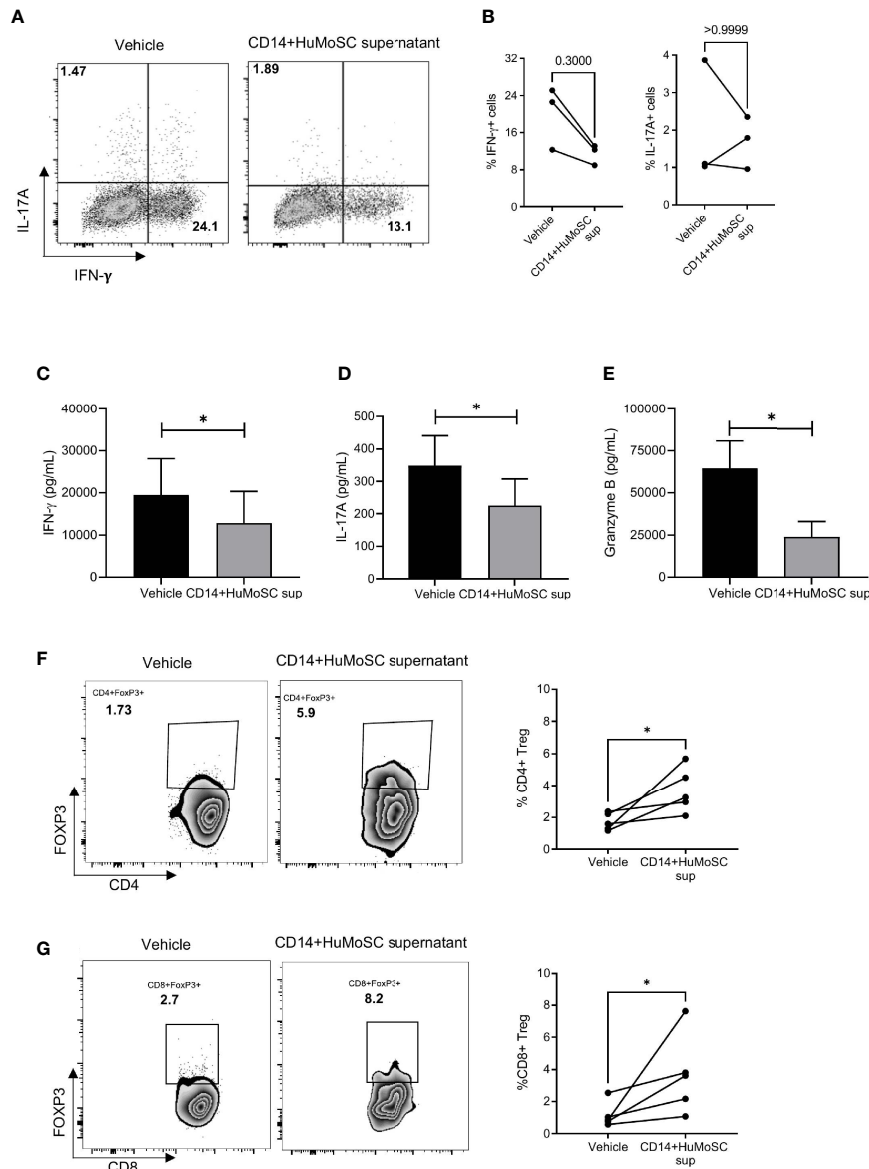 A
Vehicle
CD14+HuMoSC supernatant
1.47
1.89
24.1
13.1
IL-17A
IFN-γ
B
0.3000
32
24
16
8
0
% IFN-γ+ cells
Vehicle
CD14+HuMoSC
sup
>0.9999
4
3
2
1
0
% IL-17A+ cells
Vehicle
CD14+HuMoSC
sup
C
40000
30000
20000
10000
0
IFN-γ (pg/mL)
*
Vehicle CD14+HuMoSC sup
D
500
400
300
200
100
0
IL-17A (pg/mL)
*
Vehicle CD14+HuMoSC sup
E
100000
75000
50000
25000
0
Granzyme B (pg/mL)
*
Vehicle CD14+HuMoSC sup
F
Vehicle
CD14+HuMoSC supernatant
CD4+FoxP3+
1.73
CD4+FoxP3+
5.9
FOXP3
CD4
10
8
6
4
2
0
% CD4+ Treg
*
Vehicle
CD14+HuMoSC
sup
G
Vehicle
CD14+HuMoSC supernatant
CD8+FoxP3+
2.7
CD8+FoxP3+
8.2
FOXP3
CD8
10
8
6
4
2
0
%CD8+ Treg
*
Vehicle
CD14+HuMoSC
sup